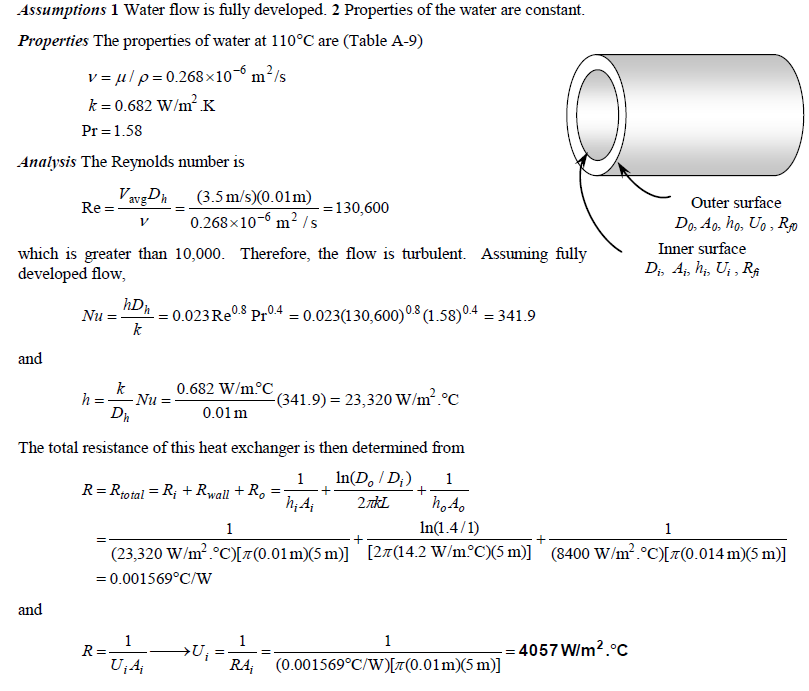 Assumptions 1 Water flow is fully developed. 2 Properties of the water are constant.
Properties The properties of water at 110°C are (Table A-9)
ν = μ / ρ = 0.268×10⁻⁶ m²/s
k = 0.682 W/m².K
Pr = 1.58
Analysis The Reynolds number is
Re = V_avg D_h / ν = (3.5 m/s)(0.01 m) / 0.268×10⁻⁶ m² / s = 130,600
which is greater than 10,000. Therefore, the flow is turbulent. Assuming fully
developed flow,
Outer surface
D₀, A₀, h₀, U₀ , R_f0
Inner surface
D_i, A_i, h_i, U_i , R_fi
Nu = hD_h / k = 0.023 Re^0.8 Pr^0.4 = 0.023(130,600)^0.8 (1.58)^0.4 = 341.9
and
h = k / D_h Nu = 0.682 W/m°C / 0.01 m (341.9) = 23,320 W/m².°C
The total resistance of this heat exchanger is then determined from
R = R_total = R_i + R_wall + R_o = 1 / h_i A_i + ln(D_o / D_i) / 2πkL + 1 / h_o A_o
= 1 / (23,320 W/m².°C)[π(0.01 m)(5 m)] + ln(1.4/1) / [2π(14.2 W/m°C)(5 m)] + 1 / (8400 W/m².°C)[π(0.014 m)(5 m)]
= 0.001569°C/W
and
R = 1 / U_i A_i ⟶ U_i = 1 / RA_i = 1 / (0.001569°C/W)[π(0.01 m)(5 m)] = 4057 W/m².°C